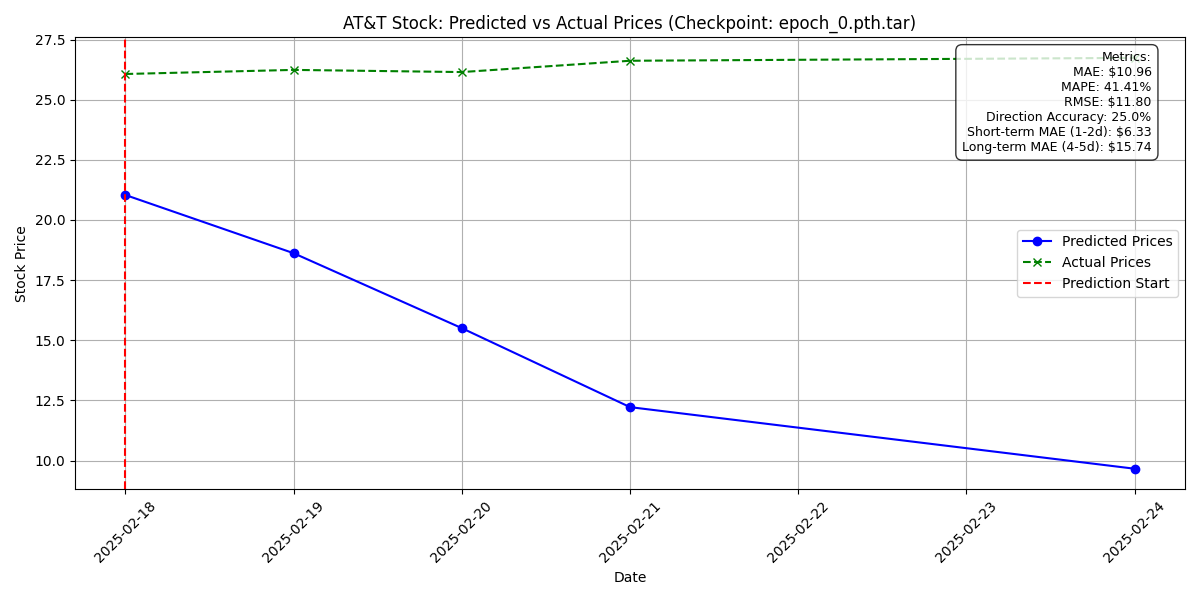 AT&T Stock: Predicted vs Actual Prices (Checkpoint: epoch_0.pth.tar)
Stock Price
27.5
25.0
22.5
20.0
17.5
15.0
12.5
10.0
Metrics:
MAE: $10.96
MAPE: 41.41%
RMSE: $11.80
Direction Accuracy: 25.0%
Short-term MAE (1-2d): $6.33
Long-term MAE (4-5d): $15.74
Predicted Prices
Actual Prices
Prediction Start
2025-02-18
2025-02-19
2025-02-20
2025-02-21
2025-02-22
2025-02-23
2025-02-24
Date